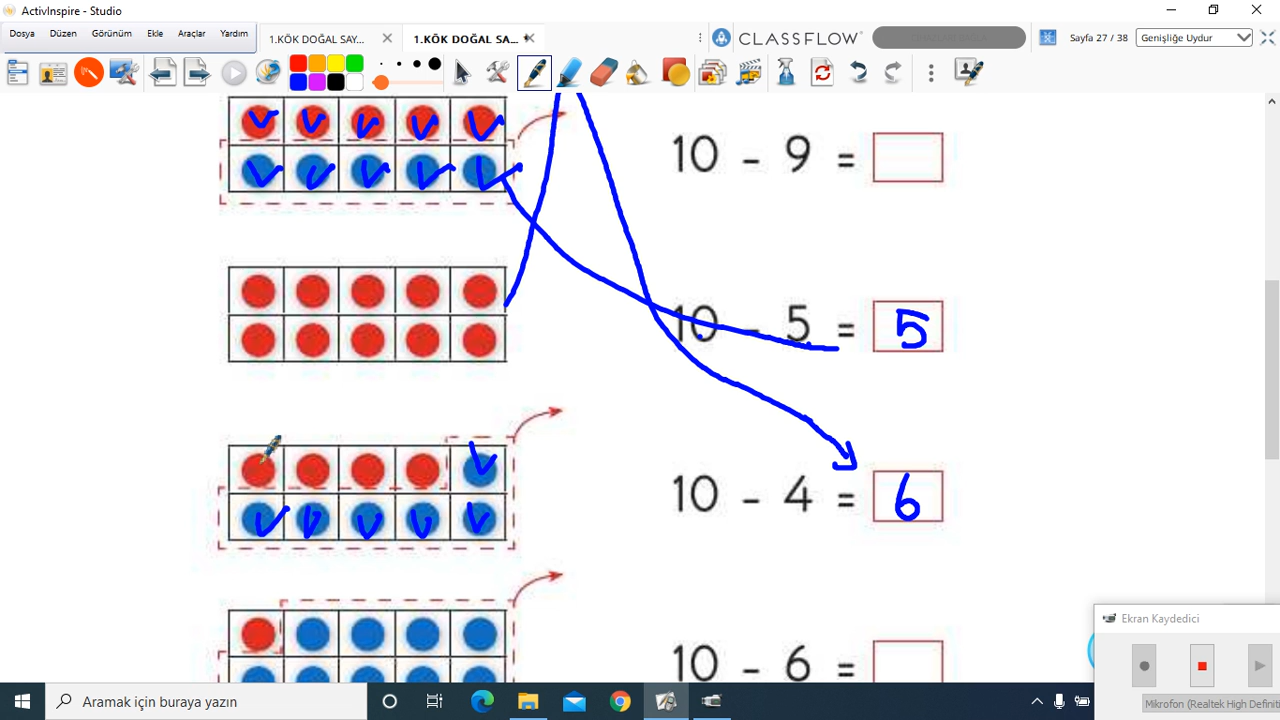 ActivInspire - Studio
Dosya Düzen Görünüm Ekle Araçlar Yardım
1.KÖK DOĞAL SAY...
1.KÖK DOĞAL SA...
CLASSFLOW
Sayfa 27 / 38
Genişliğe Uydur
10 - 9 =
10 - 5 = 5
10 - 4 = 6
10 - 6 =
Ekran Kaydedici
Mikrofon (Realtek High Definit
Aramak için buraya yazın